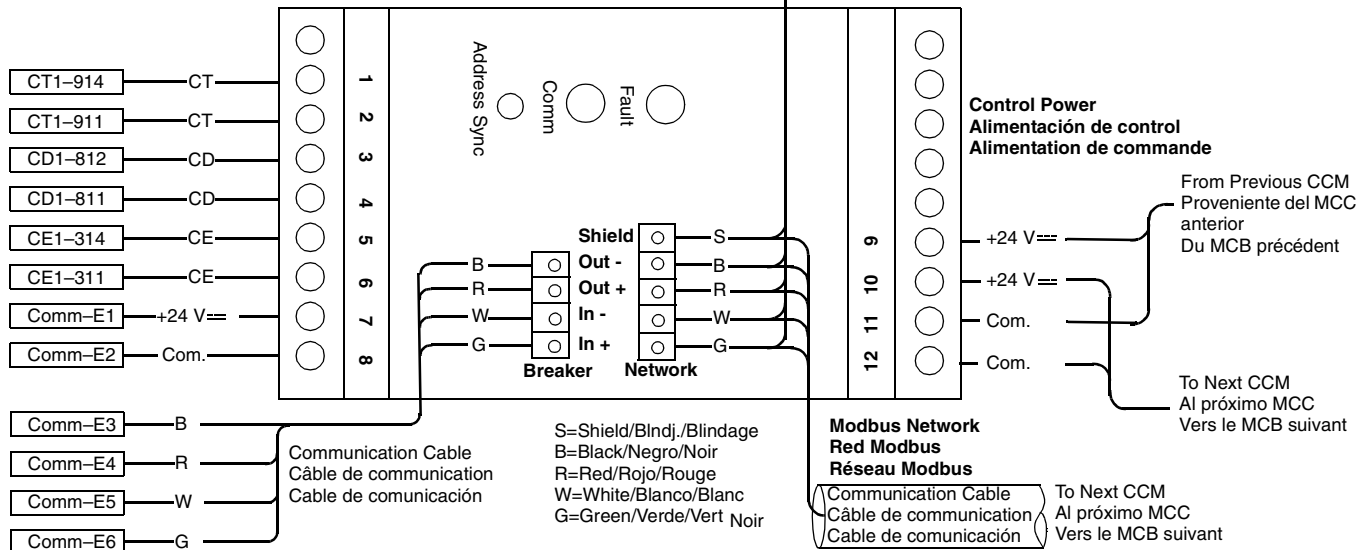 CT1–914
CT
CT1–911
CT
CD1–812
CD
CD1–811
CD
CE1–314
CE
CE1–311
CE
Comm–E1
+24 V
Comm–E2
Com.
Comm–E3
B
Comm–E4
R
Comm–E5
W
Comm–E6
G
1
2
3
4
5
6
7
8
Address Sync
Comm
Fault
B
R
W
G
Shield
Out -
Out +
In -
In +
Breaker
Network
S
B
R
W
G
9
10
11
12
Control Power
Alimentación de control
Alimentation de commande
+24 V
+24 V
Com.
Com.
From Previous CCM
Proveniente del MCC
anterior
Du MCB précédent
To Next CCM
Al próximo MCC
Vers le MCB suivant
Communication Cable
Câble de communication
Cable de comunicación
S=Shield/Blndj./Blindage
B=Black/Negro/Noir
R=Red/Rojo/Rouge
W=White/Blanco/Blanc
G=Green/Verde/Vert Noir
Modbus Network
Red Modbus
Réseau Modbus
Communication Cable
Câble de communication
Cable de comunicación
To Next CCM
Al próximo MCC
Vers le MCB suivant